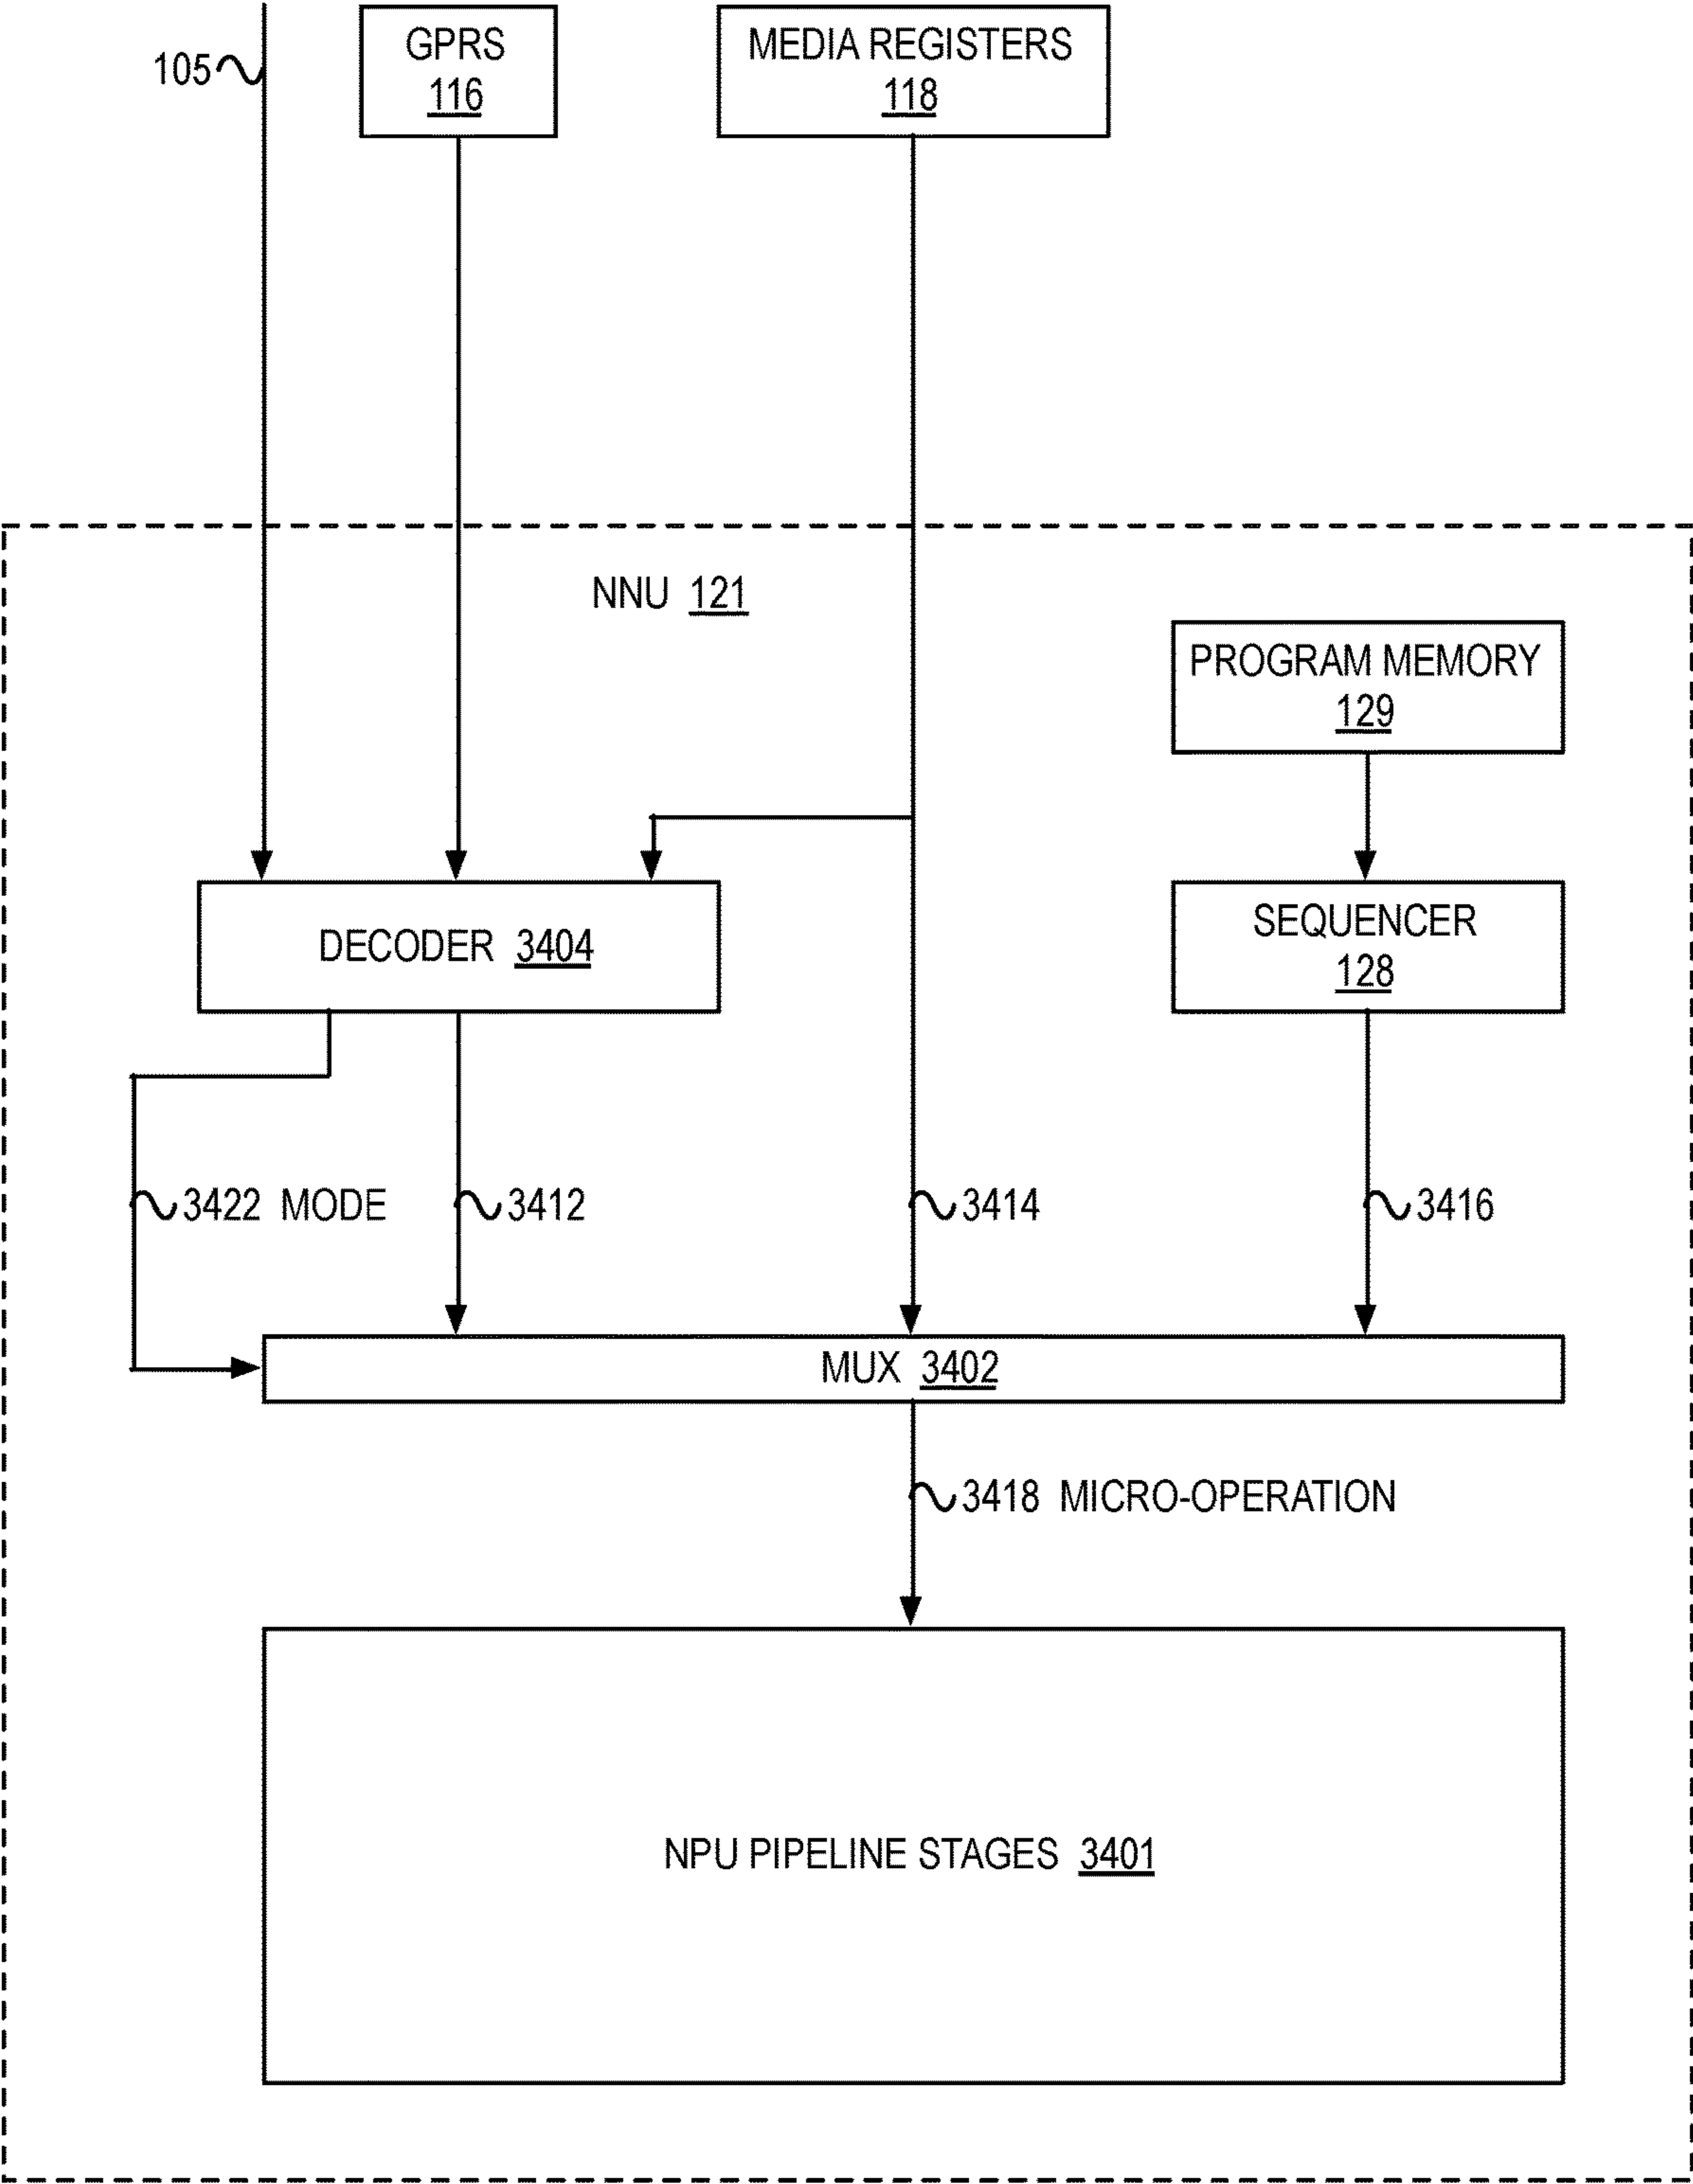 105
GPRS
116
MEDIA REGISTERS
118
NNU 121
PROGRAM MEMORY
129
DECODER 3404
SEQUENCER
128
3422 MODE
3412
3414
3416
MUX 3402
3418 MICRO-OPERATION
NPU PIPELINE STAGES 3401